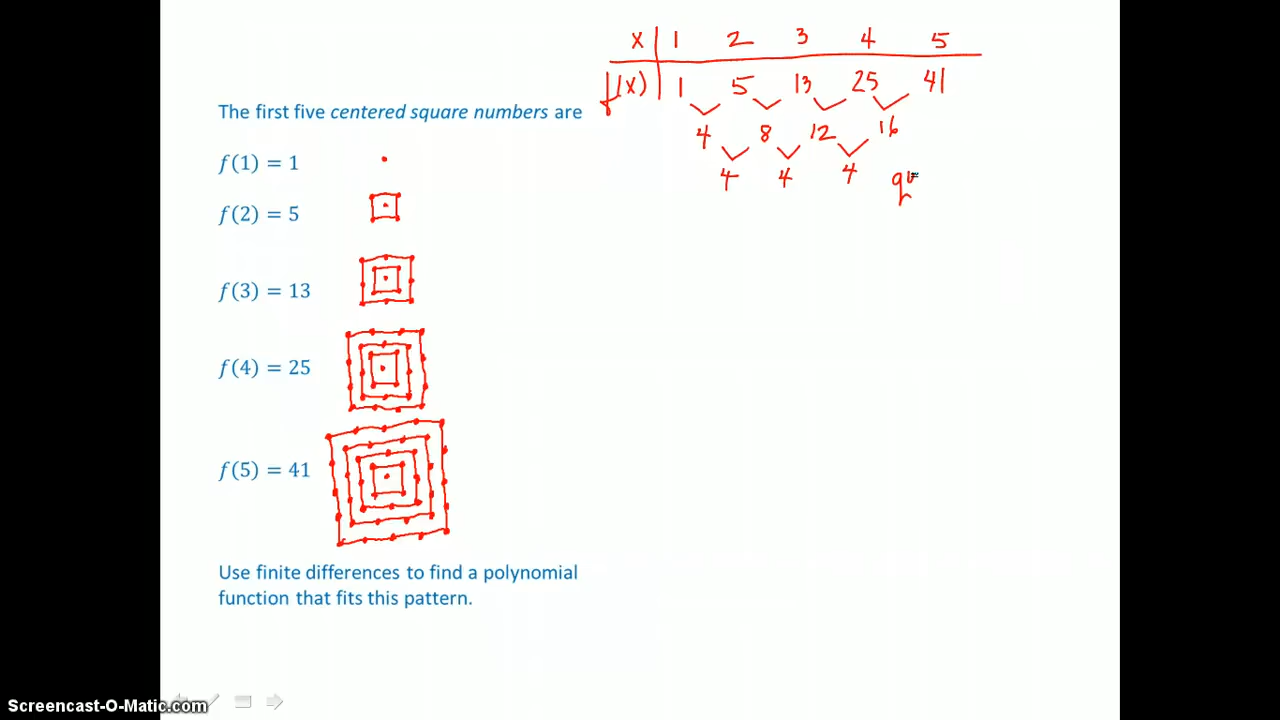 x 1 2 3 4 5
f(x) 1 5 13 25 41
4 8 12 16
4 4 4 qu
The first five centered square numbers are
f(1) = 1
f(2) = 5
f(3) = 13
f(4) = 25
f(5) = 41
Use finite differences to find a polynomial
function that fits this pattern.
Screencast-O-Matic.com